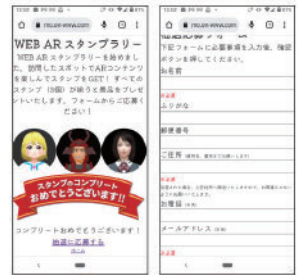 WEB AR スタンプラリー
WEB AR スタンプラリーを始めまし
た。訪問したスポットでARコンテンツ
を楽しんでスタンプをGET! すべての
スタンプ(3個)が揃うと景品をプレゼ
ントいたします。フォームからご応募く
ださい!
スタンプのコンプリート
おめでとうございます!!
コンプリートおめでとうございます!
抽選に応募する
下記フォームに必要事項を入力後、確認
ボタンを押してください。
お名前
※必須
ふりがな
郵便番号
ご住所
※必須
お電話
メールアドレス
※必須